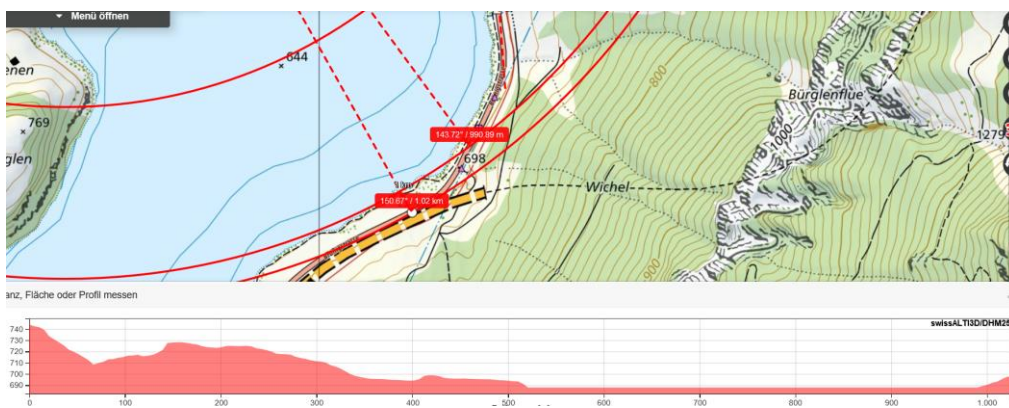 Menü öffnen
644
enen
800
Bürglenflue
769
143.72° / 990.89 m
1000
1279
glen
698
Wichel
150.67° / 1.02 km
900
anz, Fläche oder Profil messen
swissALTI3D/DHM25
740
730
720
710
700
690
0
100
200
300
400
500
600
700
800
900
1.000